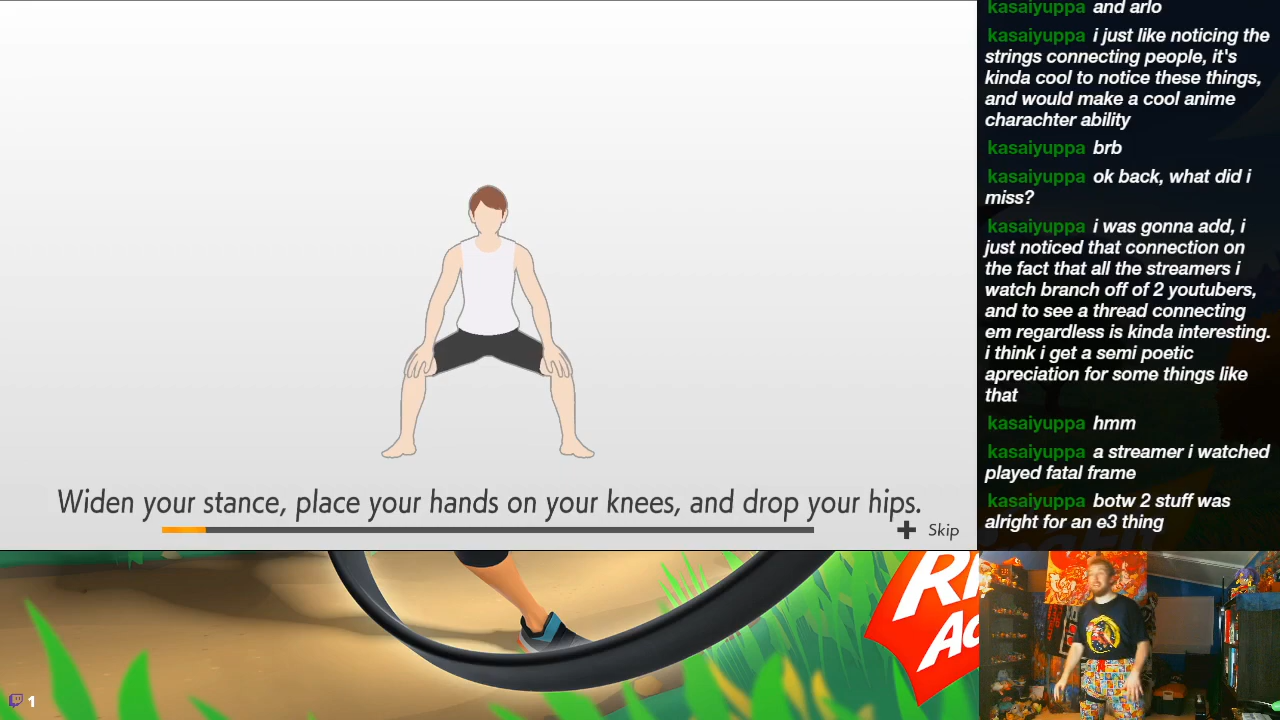 kasaiyuppa and arlo
kasaiyuppa i just like noticing the
strings connecting people, it's
kinda cool to notice these things,
and would make a cool anime
charachter ability
kasaiyuppa brb
kasaiyuppa ok back, what did i
miss?
kasaiyuppa i was gonna add, i
just noticed that connection on
the fact that all the streamers i
watch branch off of 2 youtubers,
and to see a thread connecting
em regardless is kinda interesting.
i think i get a semi poetic
apreciation for some things like
that
kasaiyuppa hmm
kasaiyuppa a streamer i watched
played fatal frame
kasaiyuppa botw 2 stuff was
alright for an e3 thing
Widen your stance, place your hands on your knees, and drop your hips.
Skip
1